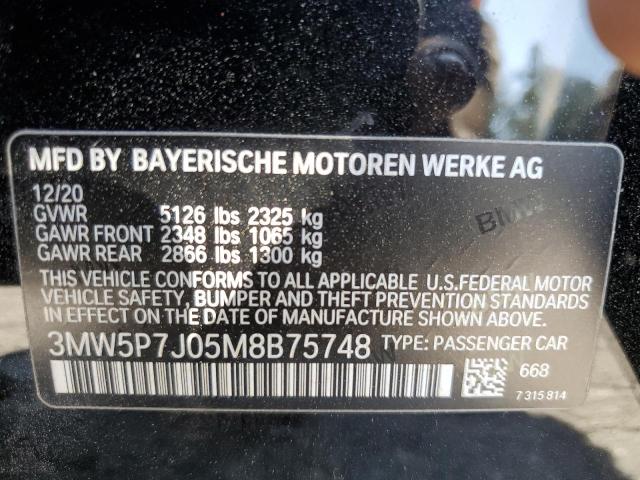 MFD BY BAYERISCHE MOTOREN WERKE AG
12/20
GVWR 5126 lbs 2325 kg
GAWR FRONT 2348 lbs 1065 kg
GAWR REAR 2866 lbs 1300 kg
BMW
THIS VEHICLE CONFORMS TO ALL APPLICABLE U.S.FEDERAL MOTOR
VEHICLE SAFETY, BUMPER AND THEFT PREVENTION STANDARDS
IN EFFECT ON THE DATE OF MANUFACTURE SHOWN ABOVE.
3MW5P7J05M8B75748 TYPE: PASSENGER CAR
668
7 315 814